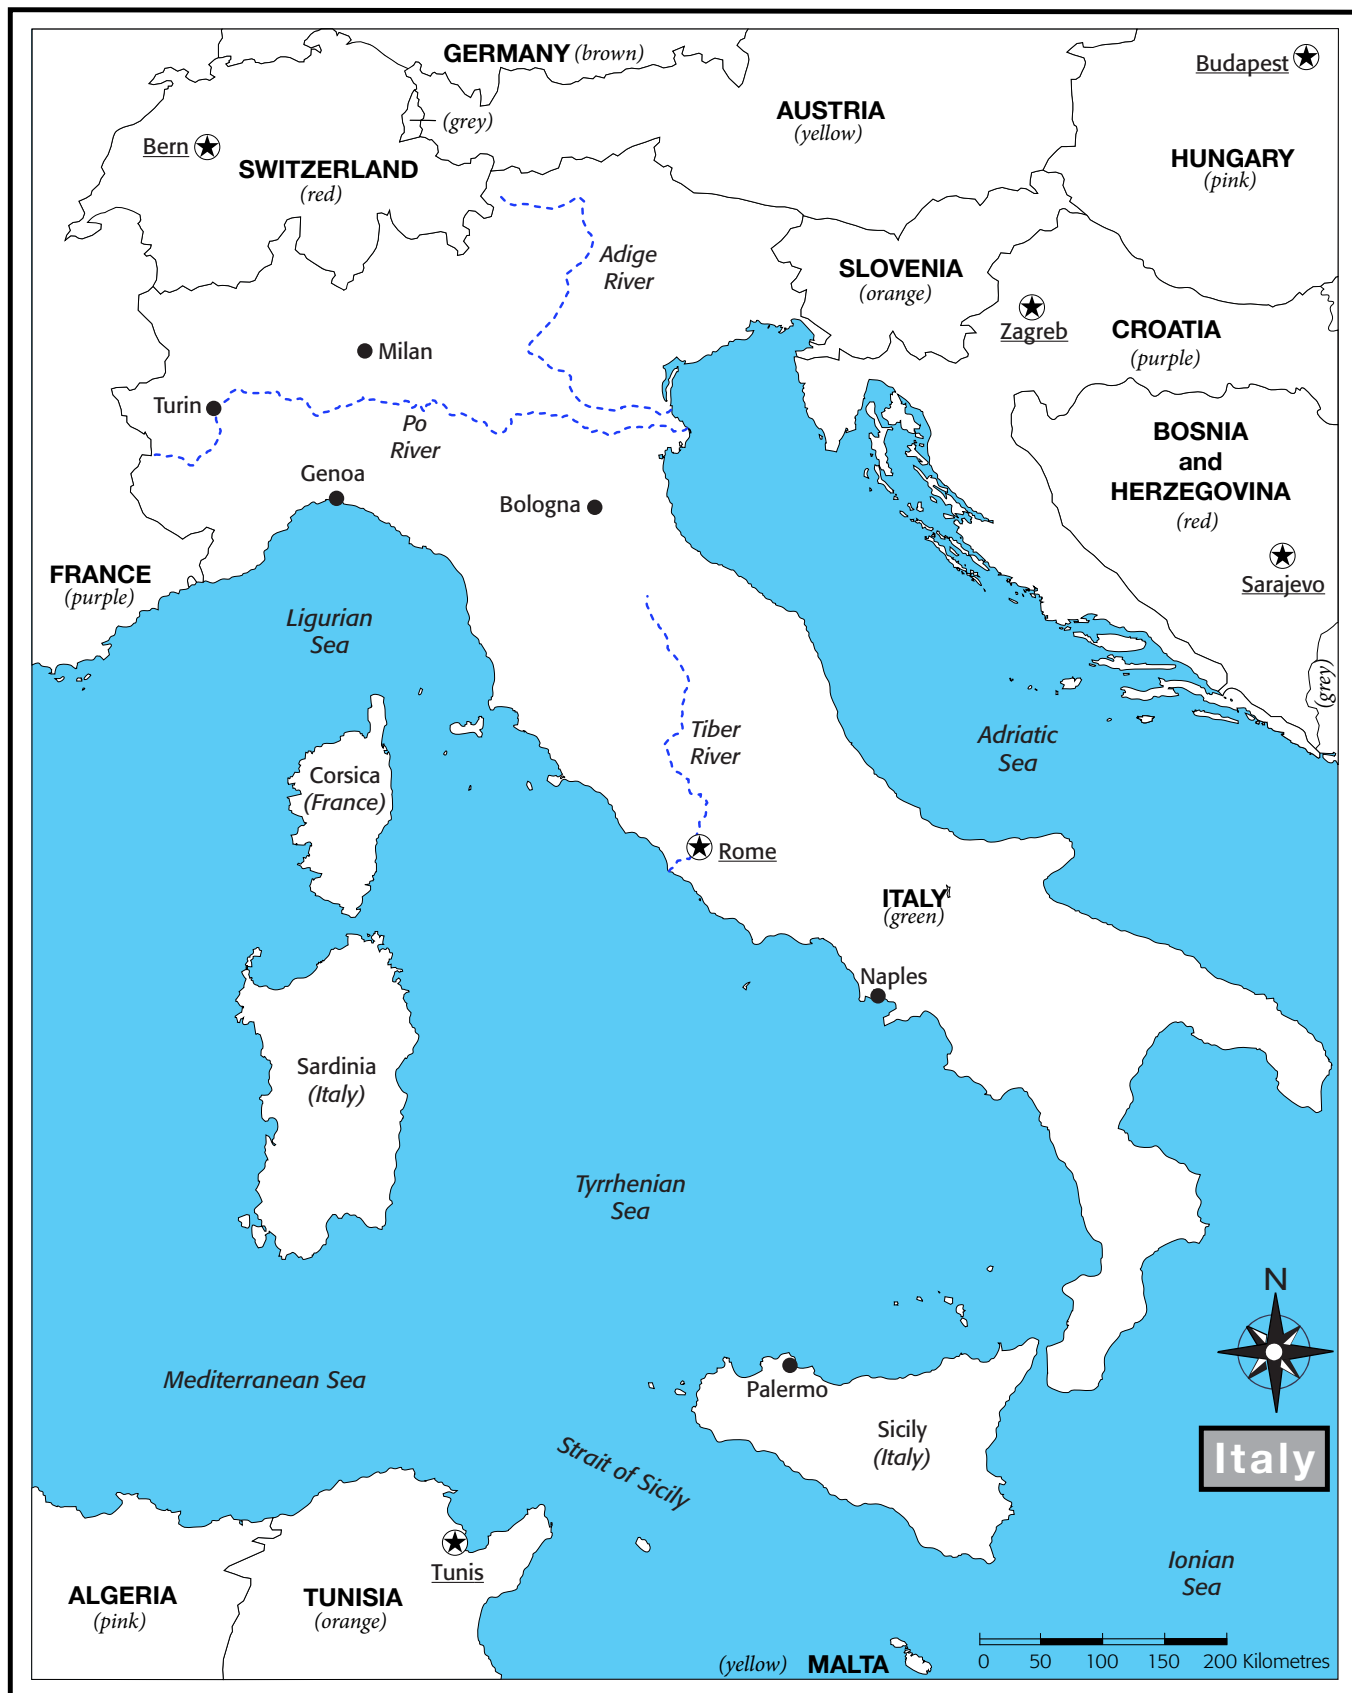 GERMANY (brown)
Budapest
(grey)
AUSTRIA
(yellow)
Bern
SWITZERLAND
(red)
HUNGARY
(pink)
Adige
River
SLOVENIA
(orange)
Zagreb
CROATIA
(purple)
Milan
Turin
Po
River
BOSNIA
and
HERZEGOVINA
(red)
Genoa
Bologna
Sarajevo
FRANCE
(purple)
Ligurian
Sea
(grey)
Tiber
River
Adriatic
Sea
Corsica
(France)
Rome
ITALY
(green)
Naples
Sardinia
(Italy)
Tyrrhenian
Sea
N
Mediterranean Sea
Palermo
Sicily
(Italy)
Strait of Sicily
Italy
Tunis
Ionian
Sea
ALGERIA
(pink)
TUNISIA
(orange)
(yellow) MALTA
0 50 100 150 200 Kilometres